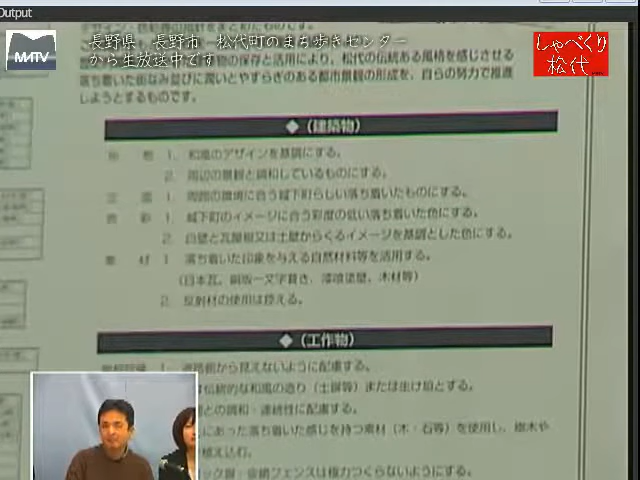 Output
長野県、長野市 松代町のまち歩きセンター
から生放送中です
MATV
しゃべくり
松代
物の保存と活用により、松代の伝統ある風格を感じさせる
落ち着いた街なみ並びに潤いとやすらぎのある都市景観の形成を、自らの努力で推進
しようとするものです。
◆（建築物）
1. 和風のデザインを基調にする。
2. 周辺の景観と調和しているものにする。
1. 周囲の環境に合う城下町らしい落ち着いたものにする。
色 彩 1. 城下町のイメージに合う彩度の低い落ち着いた色にする。
2. 白壁と瓦屋根又は土壁からくるイメージを基調とした色にする。
素 材 1. 落ち着いた印象を与える自然材料等を活用する。
（日本瓦、銅板一文字葺き、漆喰塗壁、木材等）
2. 反射材の使用は控える。
◆（工作物）
道路側から見えないように配慮する。
伝統的な和風の造り（土塀等）または生け垣とする。
との調和・連続性に配慮する。
にあった落ち着いた感じを持つ素材（木・石等）を使用し、樹木や
植え込む。
ック塀・金網フェンスは極力つくらないようにする。